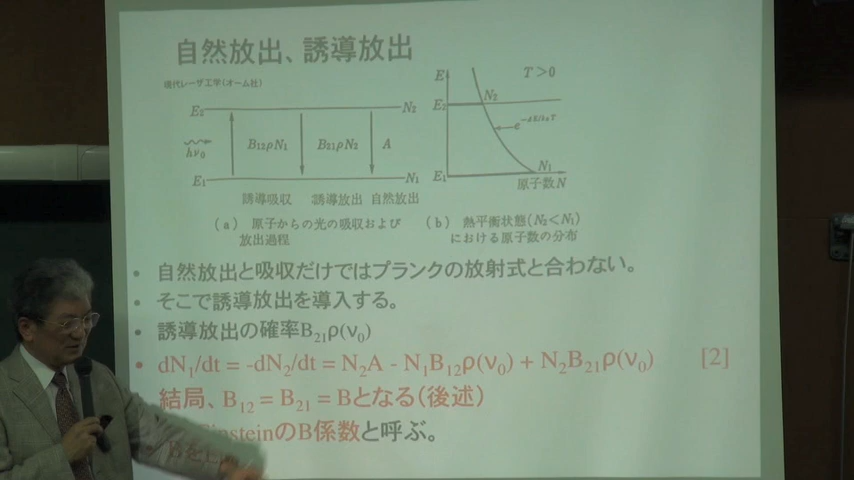 自然放出、誘導放出
現代レーザ工学(オーム社)
E2 N2
hν0 B12ρN1 B21ρN2 A
E1 N1
誘導吸収 誘導放出 自然放出
(a) 原子からの光の吸収および
放出過程
E T>0
E2 N2
E1 N1
原子数N
(b) 熱平衡状態(N2<N1)
における原子数の分布
• 自然放出と吸収だけではプランクの放射式と合わない。
• そこで誘導放出を導入する。
• 誘導放出の確率B21ρ(ν0)
• dN1/dt = -dN2/dt = N2A - N1B12ρ(ν0) + N2B21ρ(ν0) [2]
結局、B12 = B21 = Bとなる(後述)
EinsteinのB係数と呼ぶ。
Bを